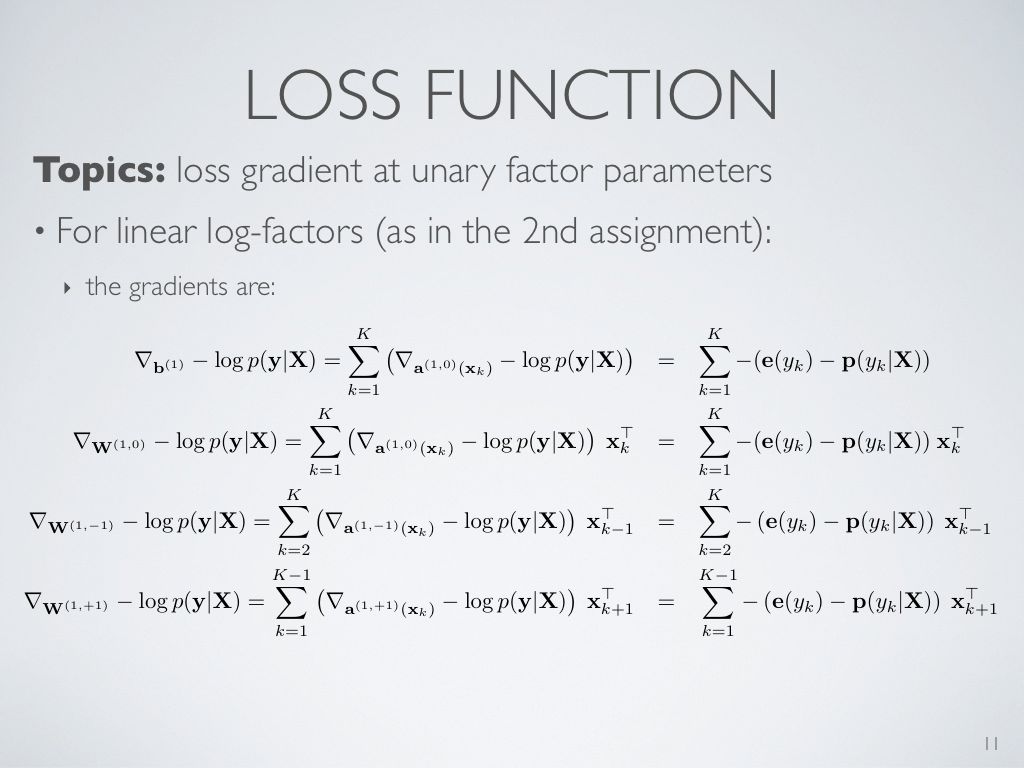 LOSS FUNCTION
Topics: loss gradient at unary factor parameters
• For linear log-factors (as in the 2nd assignment):
‣ the gradients are:
$\nabla_{\mathbf{b}^{(1)}} - \log p(\mathbf{y}|\mathbf{X}) = \sum_{k=1}^{K} \left(\nabla_{\mathbf{a}^{(1,0)}(\mathbf{x}_k)} - \log p(\mathbf{y}|\mathbf{X})\right) = \sum_{k=1}^{K} -(\mathbf{e}(y_k) - \mathbf{p}(y_k|\mathbf{X}))$
$\nabla_{\mathbf{W}^{(1,0)}} - \log p(\mathbf{y}|\mathbf{X}) = \sum_{k=1}^{K} \left(\nabla_{\mathbf{a}^{(1,0)}(\mathbf{x}_k)} - \log p(\mathbf{y}|\mathbf{X})\right) \mathbf{x}_k^\top = \sum_{k=1}^{K} -(\mathbf{e}(y_k) - \mathbf{p}(y_k|\mathbf{X})) \mathbf{x}_k^\top$
$\nabla_{\mathbf{W}^{(1,-1)}} - \log p(\mathbf{y}|\mathbf{X}) = \sum_{k=2}^{K} \left(\nabla_{\mathbf{a}^{(1,-1)}(\mathbf{x}_k)} - \log p(\mathbf{y}|\mathbf{X})\right) \mathbf{x}_{k-1}^\top = \sum_{k=2}^{K} -(\mathbf{e}(y_k) - \mathbf{p}(y_k|\mathbf{X})) \mathbf{x}_{k-1}^\top$
$\nabla_{\mathbf{W}^{(1,+1)}} - \log p(\mathbf{y}|\mathbf{X}) = \sum_{k=1}^{K-1} \left(\nabla_{\mathbf{a}^{(1,+1)}(\mathbf{x}_k)} - \log p(\mathbf{y}|\mathbf{X})\right) \mathbf{x}_{k+1}^\top = \sum_{k=1}^{K-1} -(\mathbf{e}(y_k) - \mathbf{p}(y_k|\mathbf{X})) \mathbf{x}_{k+1}^\top$
11